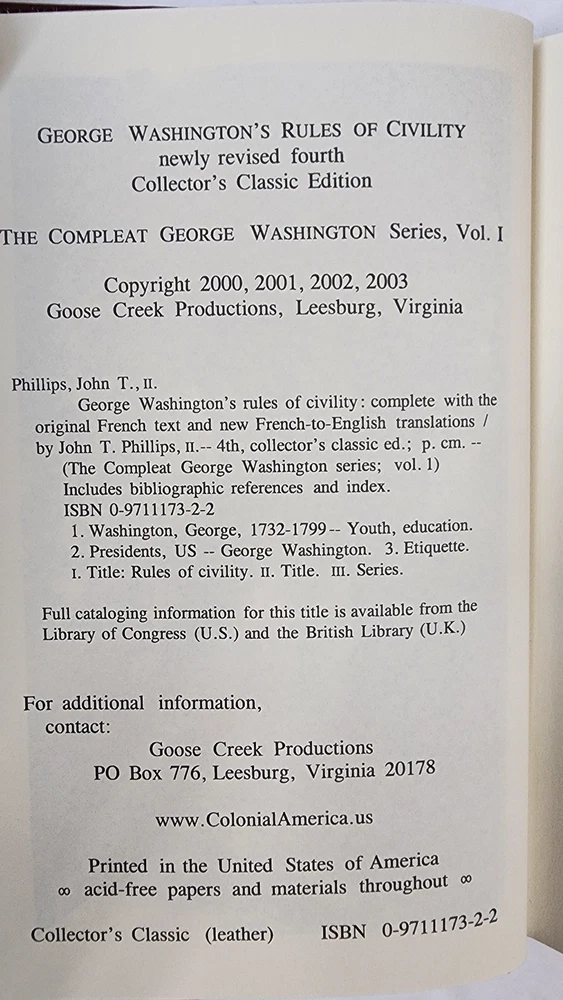 GEORGE WASHINGTON'S RULES OF CIVILITY
newly revised fourth
Collector's Classic Edition
THE COMPLEAT GEORGE WASHINGTON Series, Vol. I
Copyright 2000, 2001, 2002, 2003
Goose Creek Productions, Leesburg, Virginia
Phillips, John T., II.
George Washington's rules of civility: complete with the
original French text and new French-to-English translations /
by John T. Phillips, II.-- 4th, collector's classic ed.; p. cm. --
(The Compleat George Washington series; vol. 1)
Includes bibliographic references and index.
ISBN 0-9711173-2-2
1. Washington, George, 1732-1799 -- Youth, education.
2. Presidents, US -- George Washington. 3. Etiquette.
I. Title: Rules of civility. II. Title. III. Series.
Full cataloging information for this title is available from the
Library of Congress (U.S.) and the British Library (U.K.)
For additional information,
contact:
Goose Creek Productions
PO Box 776, Leesburg, Virginia 20178
www.ColonialAmerica.us
Printed in the United States of America
∞ acid-free papers and materials throughout ∞
Collector's Classic (leather) ISBN 0-9711173-2-2